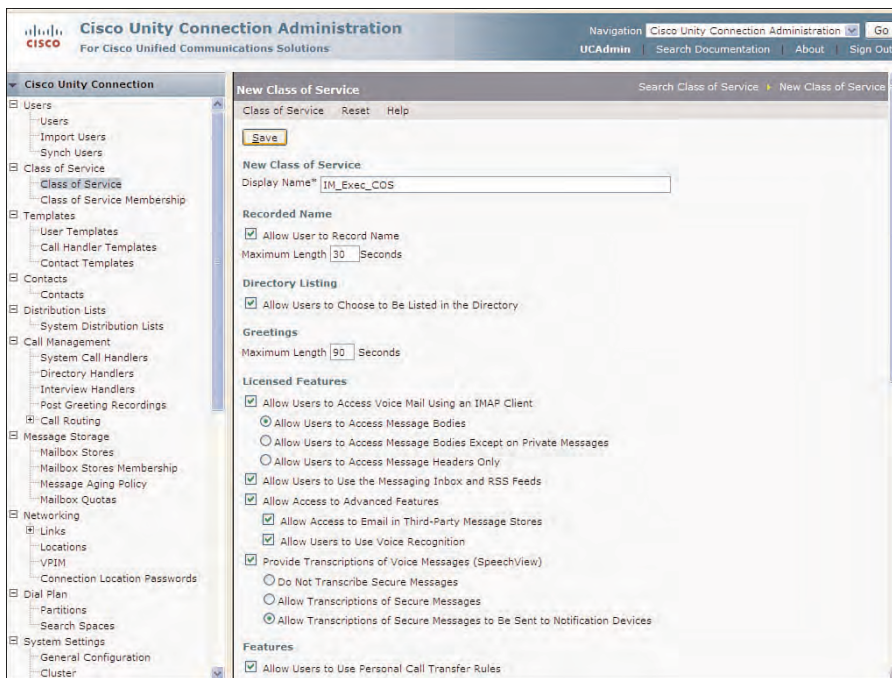 CISCO
Cisco Unity Connection Administration
For Cisco Unified Communications Solutions
Navigation Cisco Unity Connection Administration Go
UCAdmin | Search Documentation | About | Sign Out
Cisco Unity Connection
Users
Users
Import Users
Synch Users
Class of Service
Class of Service
Class of Service Membership
Templates
User Templates
Call Handler Templates
Contact Templates
Contacts
Contacts
Distribution Lists
System Distribution Lists
Call Management
System Call Handlers
Directory Handlers
Interview Handlers
Post Greeting Recordings
Call Routing
Message Storage
Mailbox Stores
Mailbox Stores Membership
Message Aging Policy
Mailbox Quotas
Networking
Links
Locations
VPIM
Connection Location Passwords
Dial Plan
Partitions
Search Spaces
System Settings
General Configuration
Cluster
New Class of Service
Search Class of Service New Class of Service
Class of Service Reset Help
Save
New Class of Service
Display Name* IM_Exec_COS
Recorded Name
Allow User to Record Name
Maximum Length 30 Seconds
Directory Listing
Allow Users to Choose to Be Listed in the Directory
Greetings
Maximum Length 90 Seconds
Licensed Features
Allow Users to Access Voice Mail Using an IMAP Client
Allow Users to Access Message Bodies
Allow Users to Access Message Bodies Except on Private Messages
Allow Users to Access Message Headers Only
Allow Users to Use the Messaging Inbox and RSS Feeds
Allow Access to Advanced Features
Allow Access to Email in Third-Party Message Stores
Allow Users to Use Voice Recognition
Provide Transcriptions of Voice Messages (SpeechView)
Do Not Transcribe Secure Messages
Allow Transcriptions of Secure Messages
Allow Transcriptions of Secure Messages to Be Sent to Notification Devices
Features
Allow Users to Use Personal Call Transfer Rules